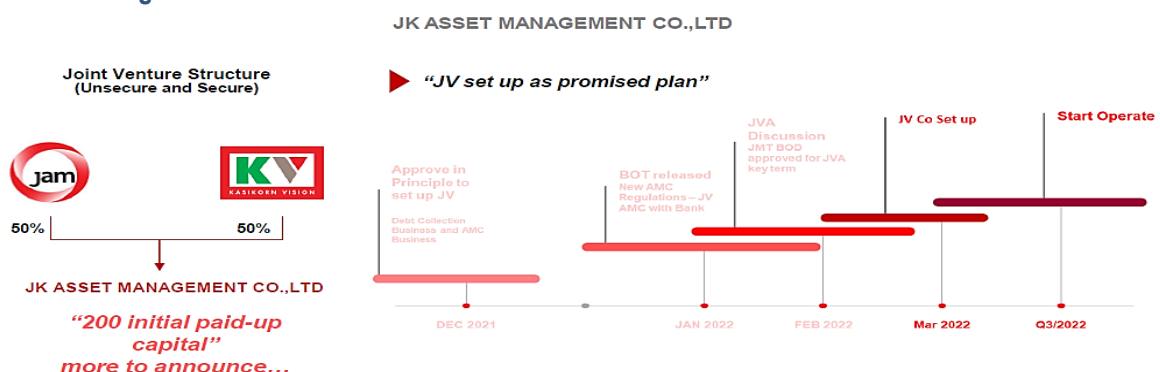 JK ASSET MANAGEMENT CO.,LTD
Joint Venture Structure
(Unsecure and Secure)
jam
KV
KASIKORN VISION
50%
50%
JK ASSET MANAGEMENT CO.,LTD
“200 initial paid-up
capital”
more to announce...
“JV set up as promised plan”
Approve in
Principle to
set up JV
Debt Collection
Business and AMC
Business
BOT released
New AMC
Regulations – JV
AMC with Bank
JVA
Discussion
JMT BOD
approved for JVA
key term
JV Co Set up
Start Operate
DEC 2021
JAN 2022
FEB 2022
Mar 2022
Q3/2022